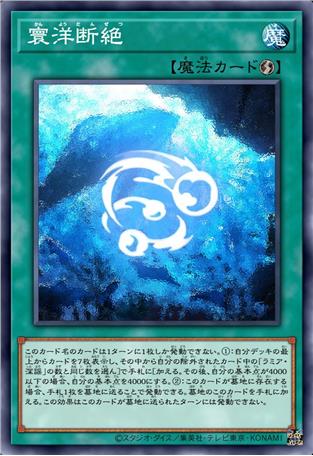 寰洋断絶
魔
【魔法カード】
このカード名のカードは1ターンに1枚しか発動できない。①：自分デッキの最
上からカードを7枚表示し、その中から自分の除外されたカード中の「ラミア・
深淵」の数と同じ数を選んで手札に加える。その後、自分の基本点が4000
以下の場合、自分の基本点を4000にする。②：このカードが墓地に存在する
場合、手札1枚を墓地に送ることで発動できる。墓地のこのカードを手札に加
える。この効果はこのカードが墓地に送られたターンには発動できない。
©スタジオ・ダイス／集英社・テレビ東京・KONAMI